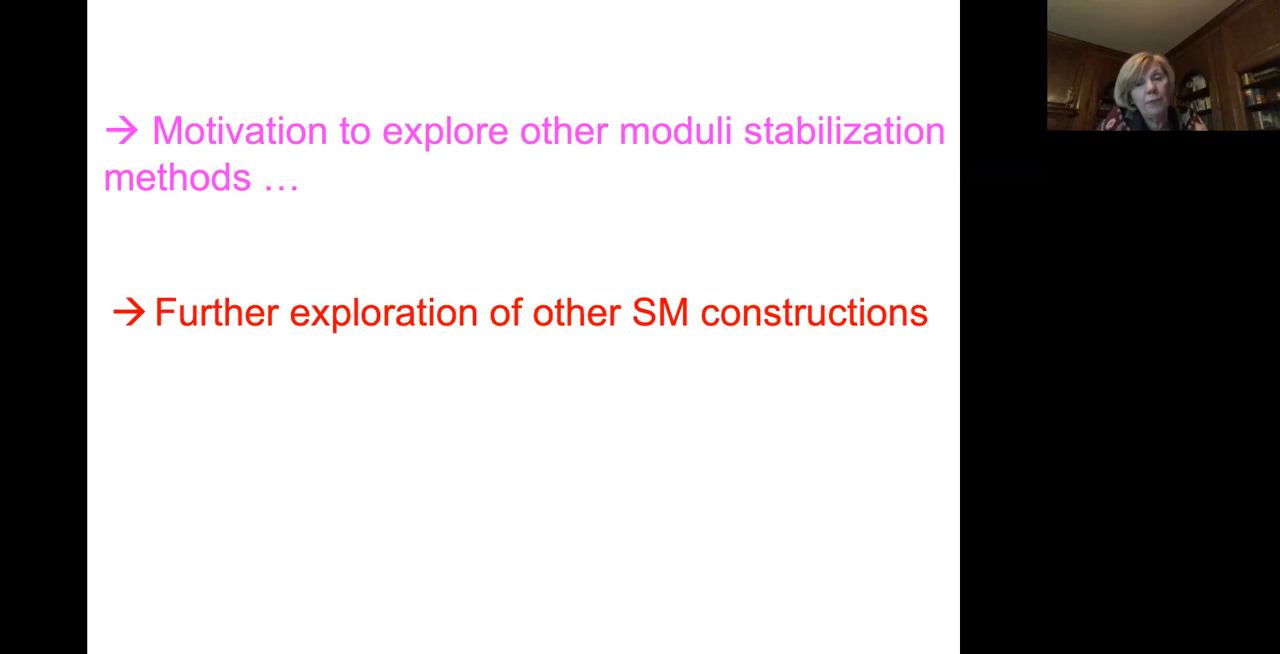 → Motivation to explore other moduli stabilization
methods …
→ Further exploration of other SM constructions